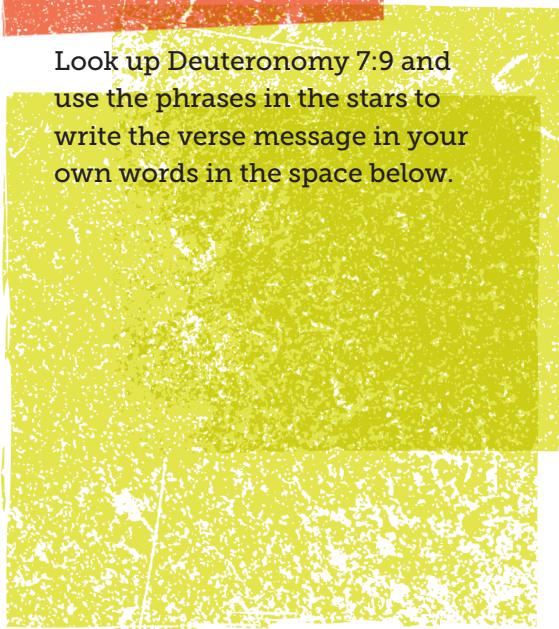 Look up Deuteronomy 7:9 and
use the phrases in the stars to
write the verse message in your
own words in the space below.